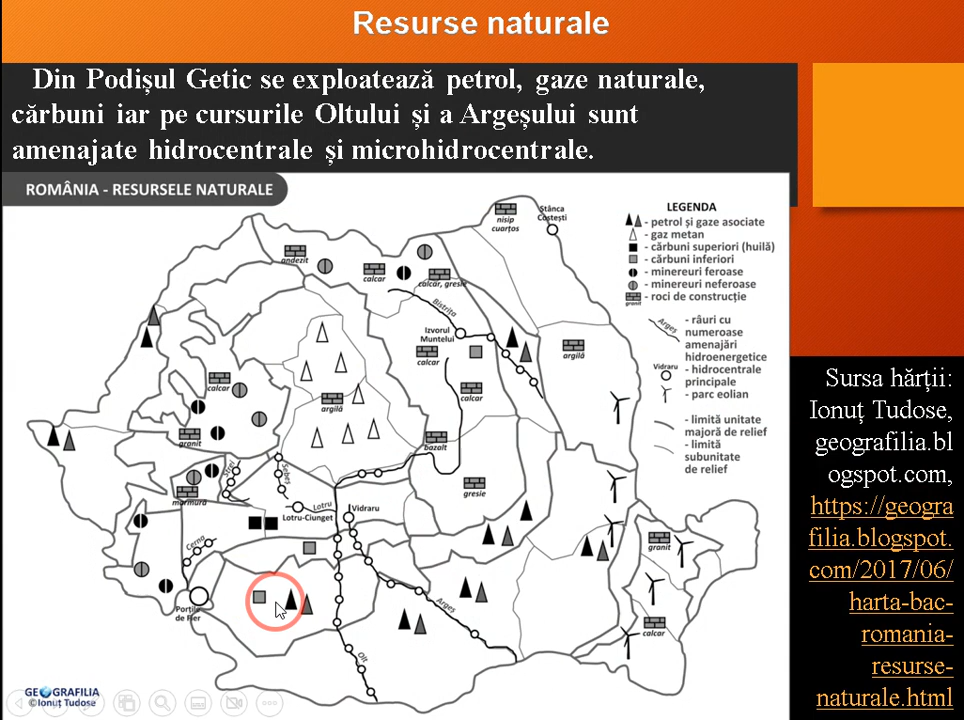 Resurse naturale
Din Podișul Getic se exploatează petrol, gaze naturale,
cărbuni iar pe cursurile Oltului și a Argeșului sunt
amenajate hidrocentrale și microhidrocentrale.
ROMÂNIA - RESURSELE NATURALE
LEGENDA
- petrol și gaze asociate
- gaz metan
- cărbuni superiori (huilă)
- cărbuni inferiori
- minereuri feroase
- minereuri neferoase
granit
- roci de construcție
Argeș
- râuri cu
numeroase
amenajări
hidroenergetice
Vidraru
- hidrocentrale
principale
- parc eolian
- limită unitate
majoră de relief
- limită
subunitate
de relief
nisip
cuarțos
Stânca
Costești
andezit
calcar
calcar, gresie
Bistrița
Izvorul
Muntelui
calcar
argilă
calcar
calcar
argilă
granit
bazalt
marmură
Strei
Sebeș
gresie
Lotru
Lotru-Ciunget
Vidraru
Cerna
granit
Porțile
de Fier
Argeș
calcar
Olt
GEOGRAFILIA
©Ionuț Tudose
Sursa hărții:
Ionuț Tudose,
geografilia.bl
ogspot.com,
https://geogra
filia.blogspot.
com/2017/06/
harta-bac-
romania-
resurse-
naturale.html